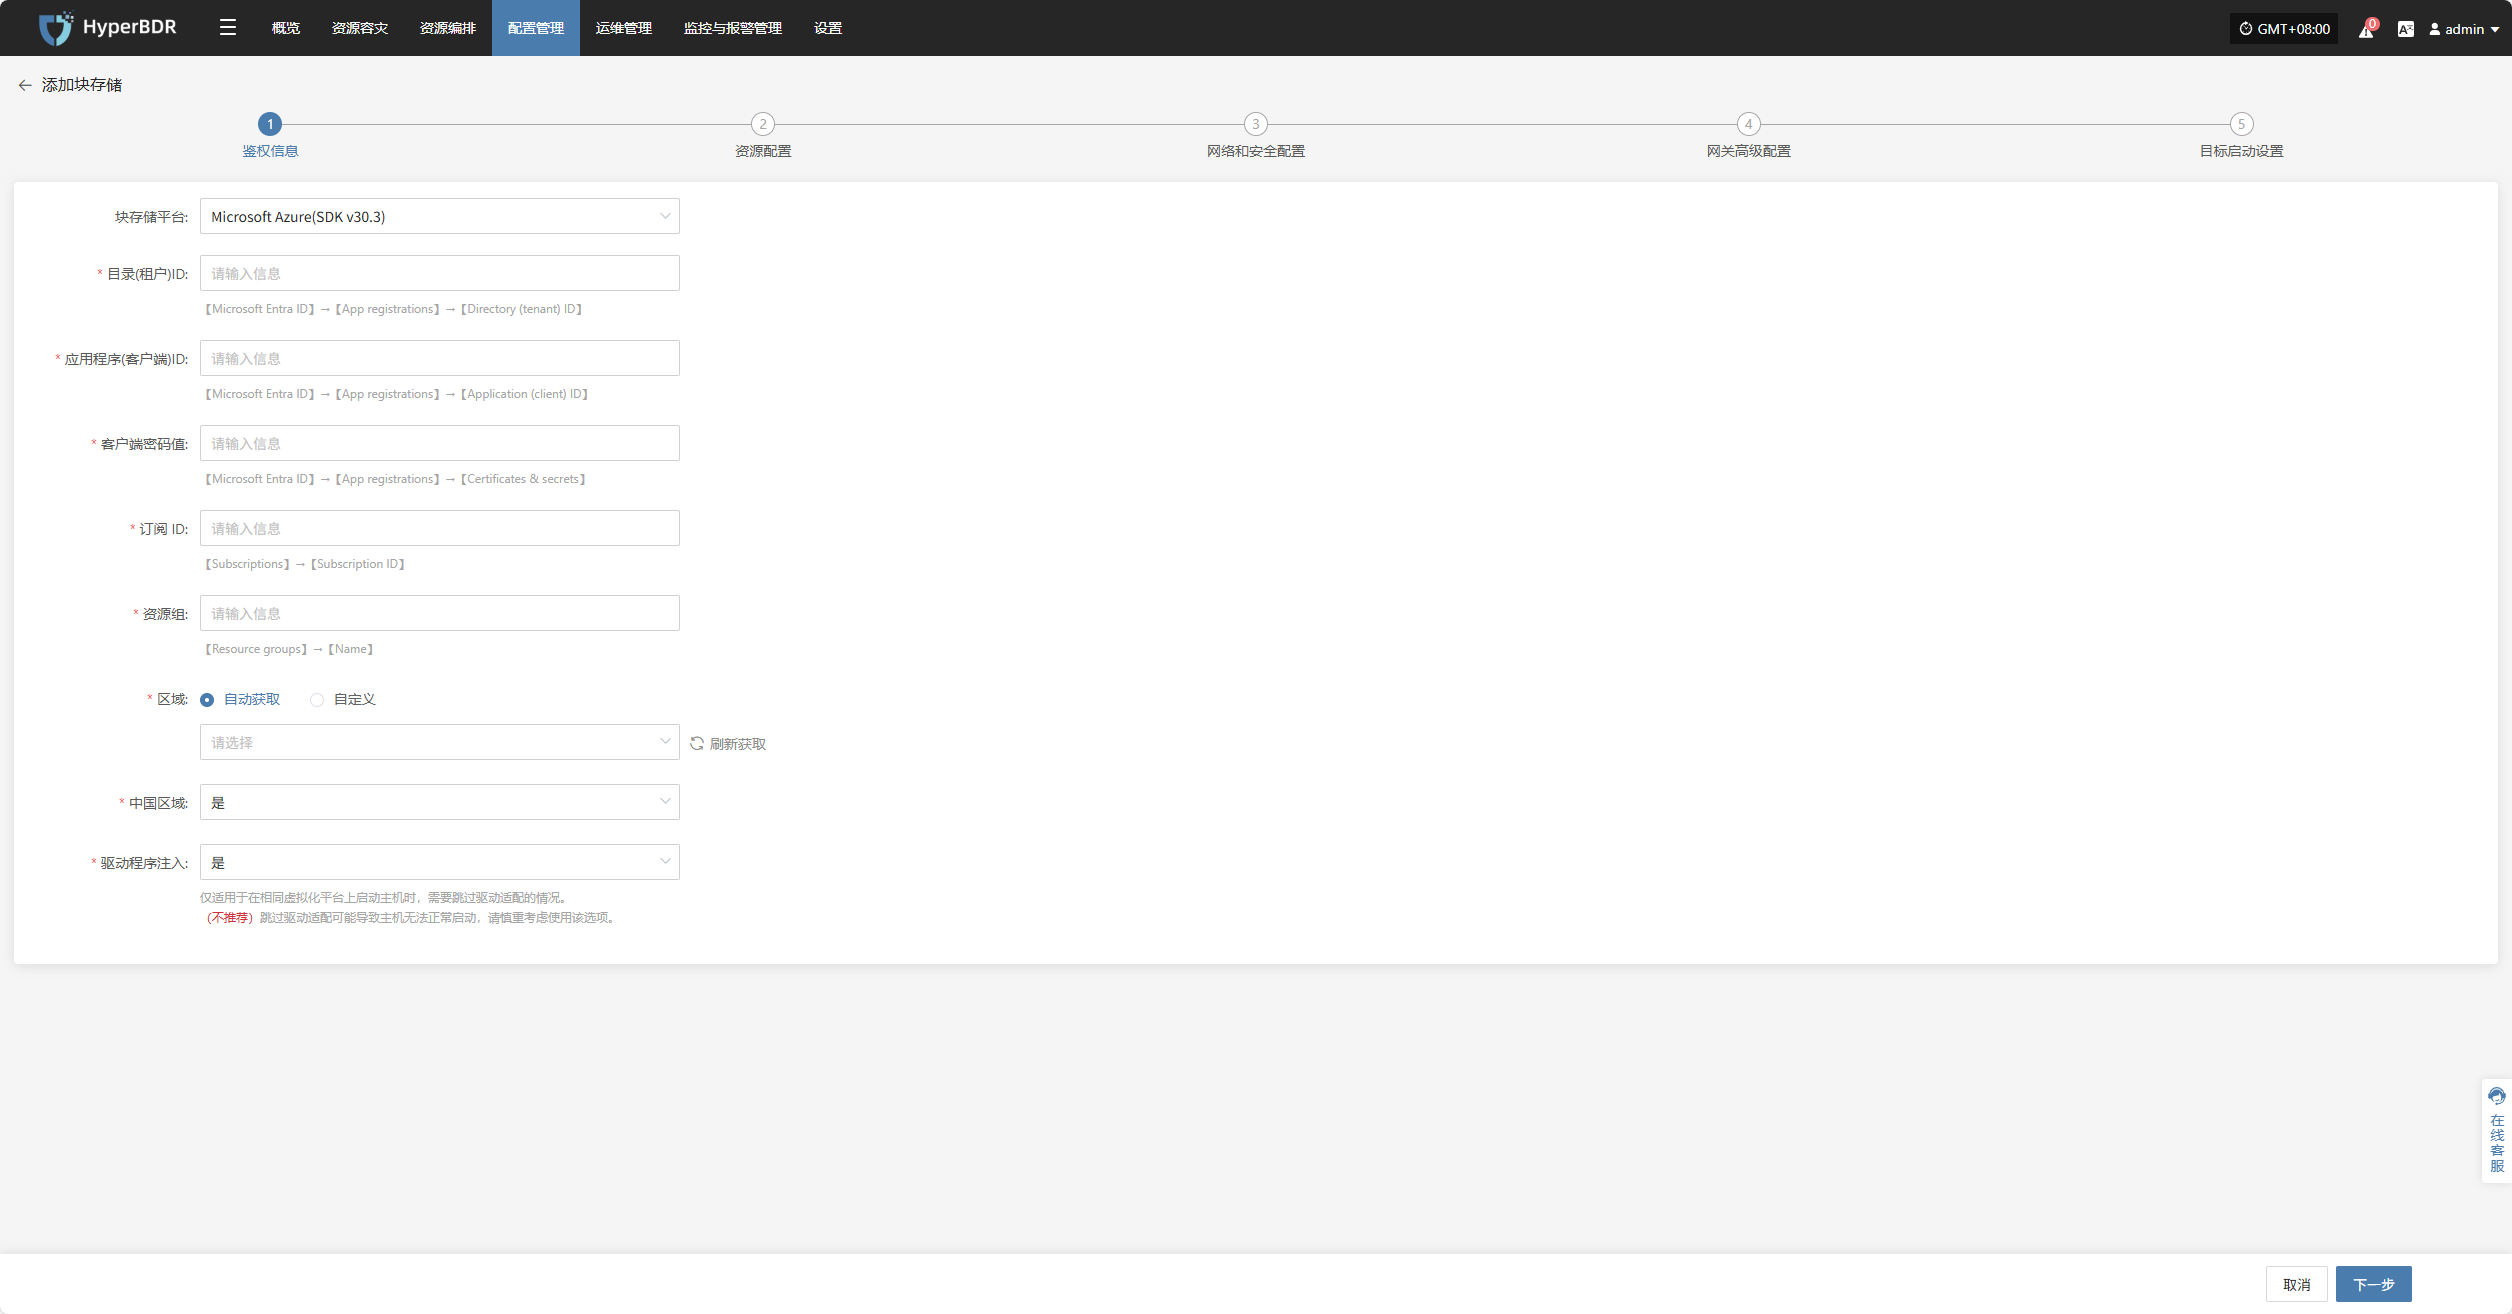 HyperBDR 概览 资源容灾 资源编排 配置管理 运维管理 监控与报警管理 设置 GMT+08:00 0 admin
添加块存储
1 2 3 4 5
鉴权信息 资源配置 网络和安全配置 网关高级配置 目标启动设置
块存储平台: Microsoft Azure(SDK v30.3)
* 目录(租户)ID: 请输入信息
【Microsoft Entra ID】→【App registrations】→【Directory (tenant) ID】
* 应用程序(客户端)ID: 请输入信息
【Microsoft Entra ID】→【App registrations】→【Application (client) ID】
* 客户端密码值: 请输入信息
【Microsoft Entra ID】→【App registrations】→【Certificates & secrets】
* 订阅 ID: 请输入信息
【Subscriptions】→【Subscription ID】
* 资源组: 请输入信息
【Resource groups】→【Name】
* 区域: 自动获取 自定义
请选择 刷新获取
* 中国区域: 是
* 驱动程序注入: 是
仅适用于在相同虚拟化平台上启动主机时，需要跳过驱动适配的情况。
（不推荐）跳过驱动适配可能导致主机无法正常启动，请慎重考虑使用该选项。
在线客服
取消 下一步